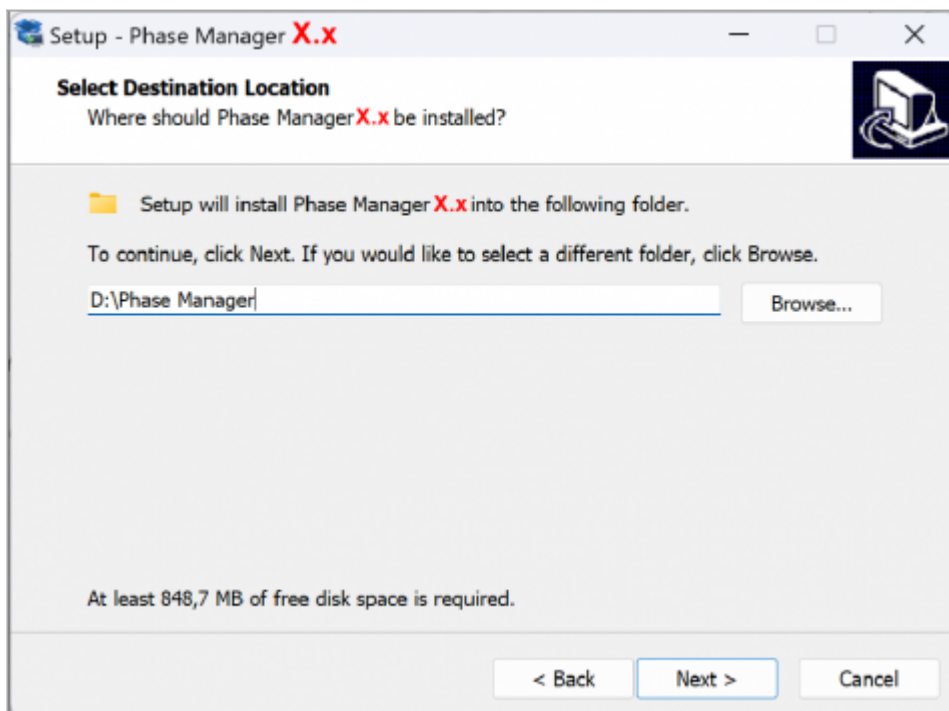 Setup - Phase Manager X.x
Select Destination Location
Where should Phase Manager X.x be installed?
Setup will install Phase Manager X.x into the following folder.
To continue, click Next. If you would like to select a different folder, click Browse.
D:\Phase Manager
Browse...
At least 848,7 MB of free disk space is required.
< Back
Next >
Cancel